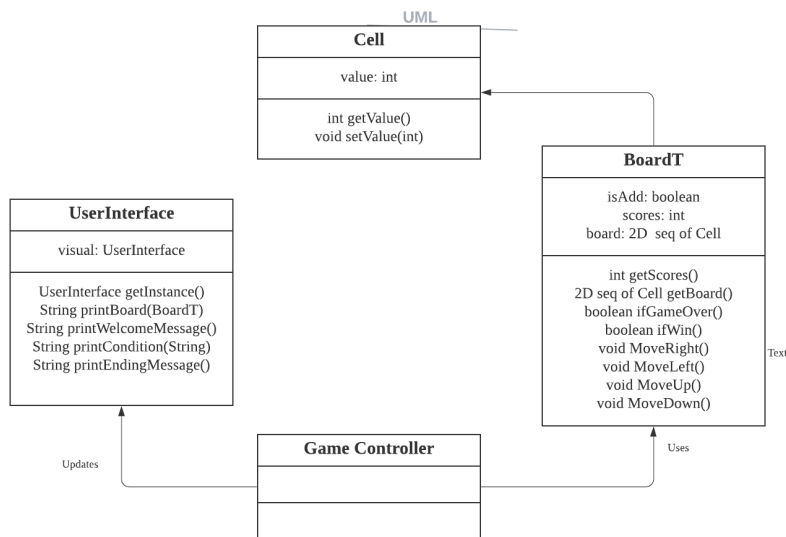 UML
Cell
value: int
int getValue()
void setValue(int)
BoardT
isAdd: boolean
scores: int
board: 2D  seq of Cell
int getScores()
2D seq of Cell getBoard()
boolean ifGameOver()
boolean ifWin()
void MoveRight()
void MoveLeft()
void MoveUp()
void MoveDown()
Text
UserInterface
visual: UserInterface
UserInterface getInstance()
String printBoard(BoardT)
String printWelcomeMessage()
String printCondition(String)
String printEndingMessage()
Updates
Game Controller
Uses